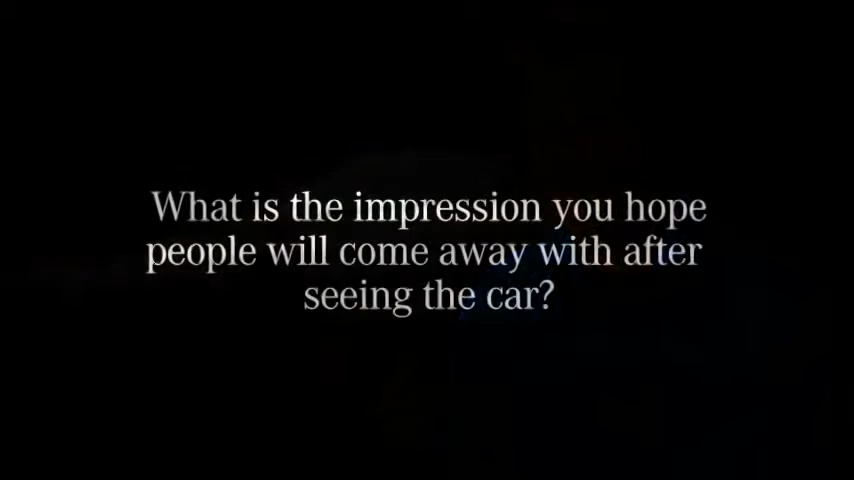 What is the impression you hope
people will come away with after
seeing the car?